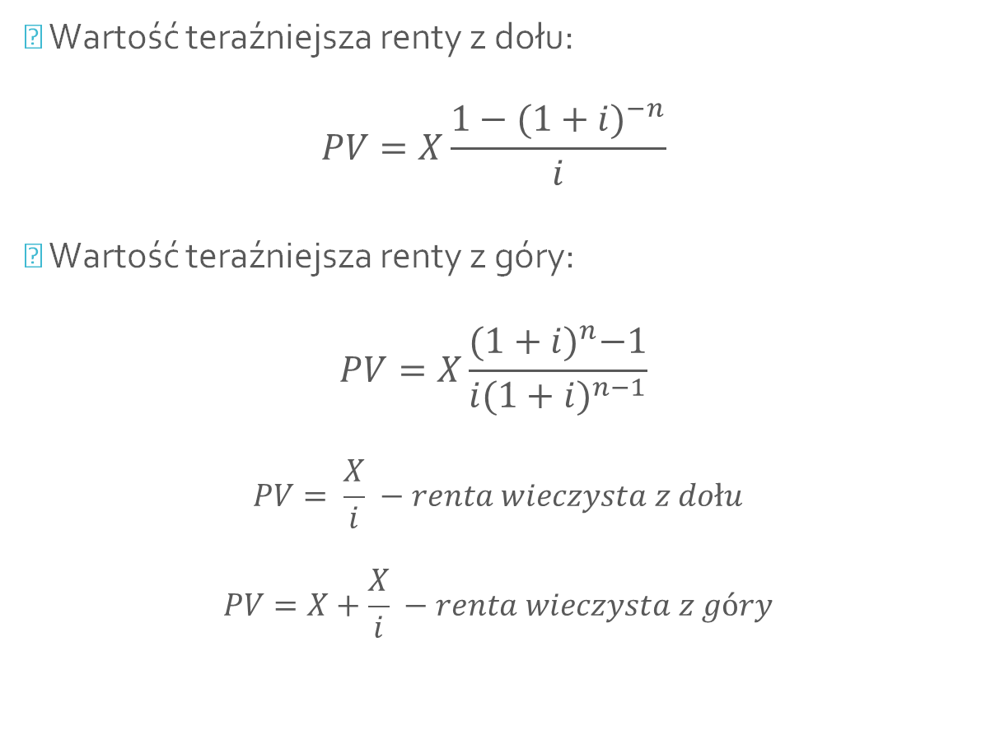 Wartość teraźniejsza renty z dołu:
PV = X \frac{1 − (1 + i)^{−n}}{i}
Wartość teraźniejsza renty z góry:
PV = X \frac{(1 + i)^{n}−1}{i(1 + i)^{n−1}}
PV = \frac{X}{i} − renta wieczysta z dołu
PV = X + \frac{X}{i} − renta wieczysta z góry